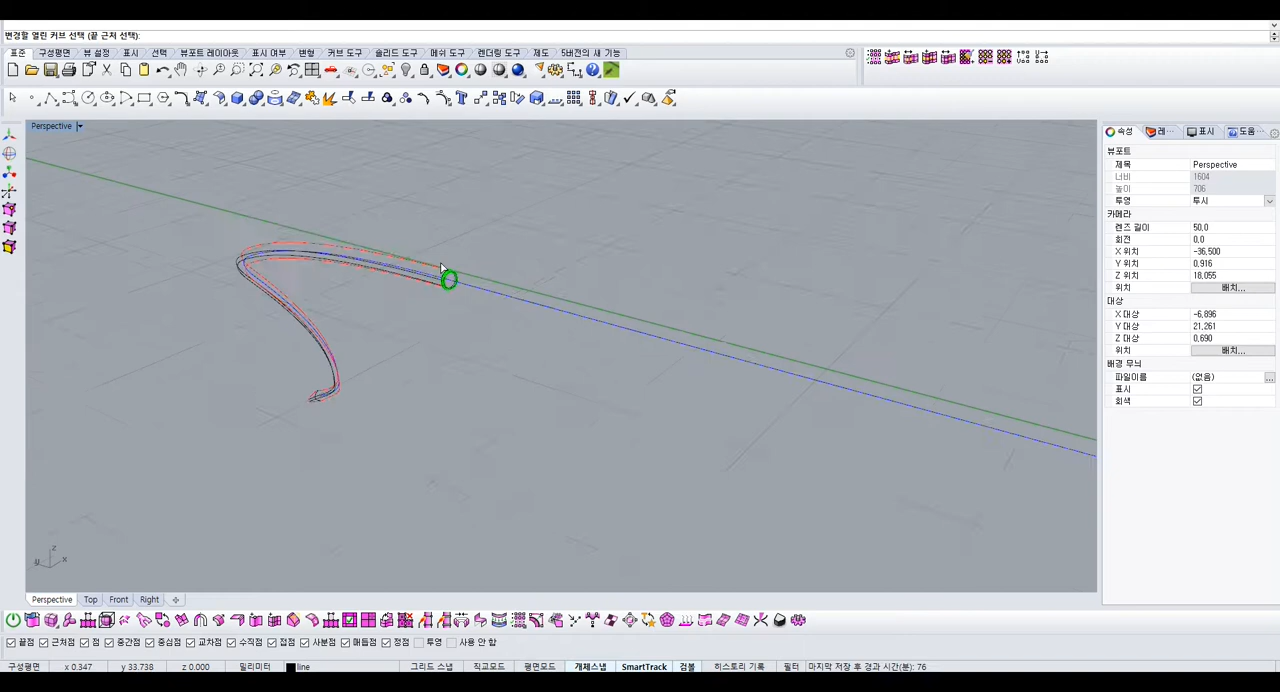 변경할 열린 커브 선택 (끝 근처 선택):
표준 구성평면 뷰 설정 표시 선택 뷰포트 레이아웃 표시 여부 변형 커브 도구 솔리드 도구 메쉬 도구 렌더링 도구 제도 5버전의 새 기능
Perspective
속성 레... 표시 도움...
뷰포트
제목 Perspective
너비 1604
높이 706
투영 투시
카메라
렌즈 길이 50.0
회전 0.0
X 위치 -36,500
Y 위치 0.916
Z 위치 18.055
위치 배치...
대상
X 대상 -6,896
Y 대상 21,261
Z 대상 0.690
위치 배치...
배경 무늬
파일이름 (없음) ...
표시
회색
z
y x
Perspective Top Front Right
끝점 근처점 점 중간점 중심점 교차점 수직점 접점 사분점 매듭점 정점 투영 사용 안 함
구성평면 x 0.347 y 33.738 z 0.000 밀리미터 line 그리드 스냅 직교모드 평면모드 개체스냅 SmartTrack 검볼 히스토리 기록 필터 마지막 저장 후 경과 시간(분): 76